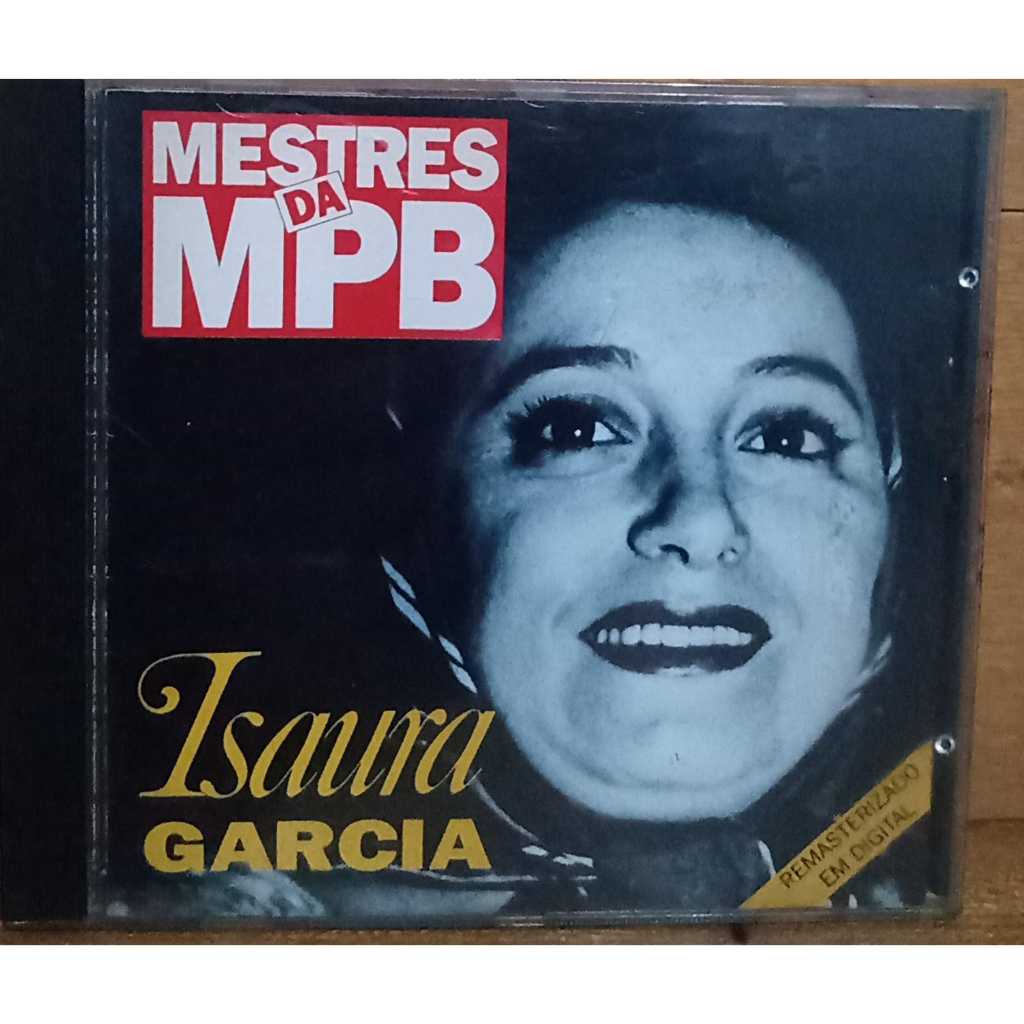 MESTRES
DA
MPB
Isaura
GARCIA
REMASTERIZADO
EM DIGITAL